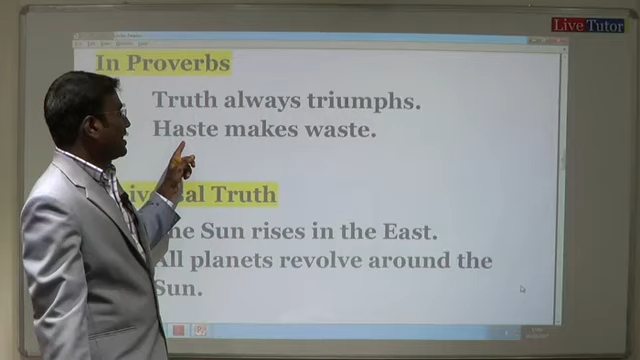 Live Tutor
In Proverbs
Truth always triumphs.
Haste makes waste.
Truth
Sun rises in the East.
All planets revolve around the
Sun.